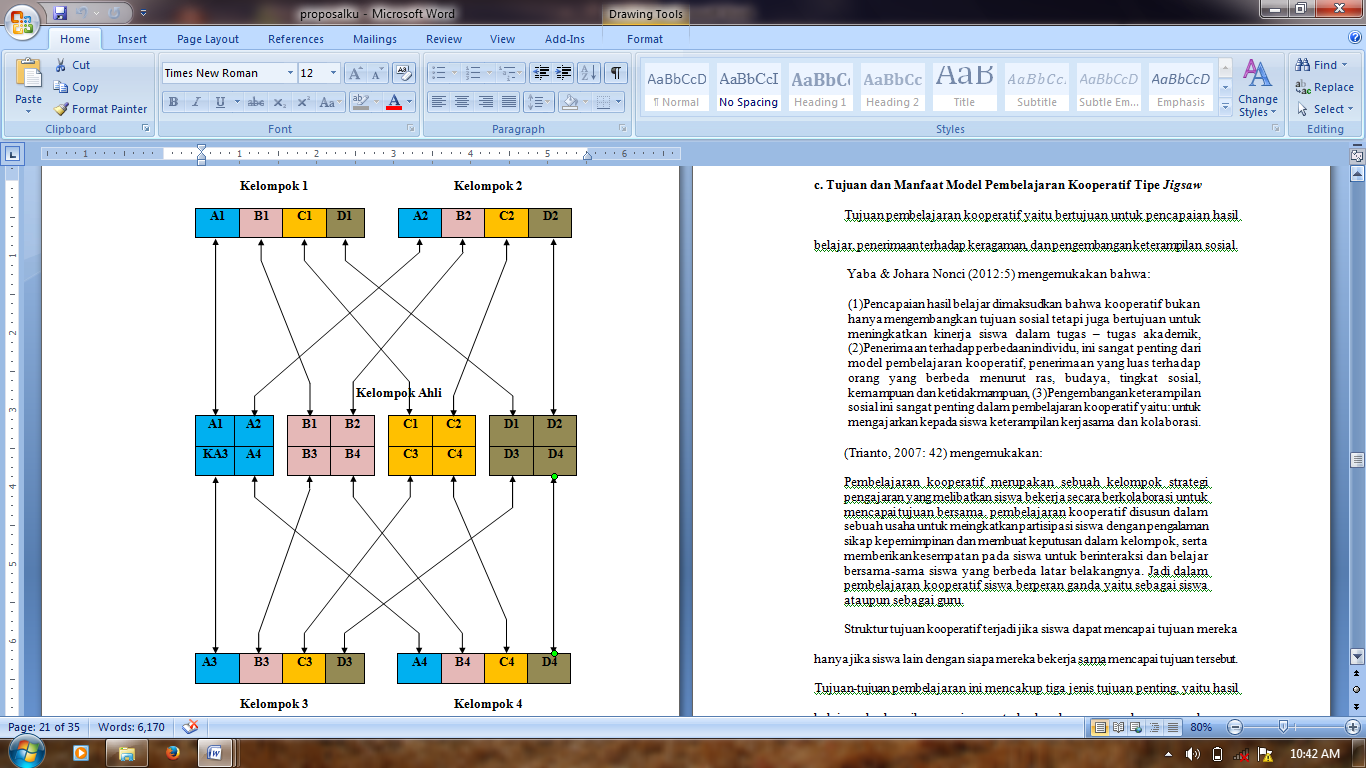 proposalku - Microsoft Word
Drawing Tools
Home Insert Page Layout References Mailings Review View Add-Ins Format
Paste
Cut
Copy
Format Painter
Clipboard
Times New Roman 12
Font
Paragraph
AaBbCcD AaBbCcI AaBbCc AaBbCc AaB AaBbCc. AaBbCcD AaBbCcD
¶ Normal No Spacing Heading 1 Heading 2 Title Subtitle Subtle Em... Emphasis
Change Styles
Styles
Find
Replace
Select
Editing
1 1 2 3 4 5 6
Kelompok 1 Kelompok 2
A1 B1 C1 D1 A2 B2 C2 D2
Kelompok Ahli
A1 A2 B1 B2 C1 C2 D1 D2
KA3 A4 B3 B4 C3 C4 D3 D4
A3 B3 C3 D3 A4 B4 C4 D4
Kelompok 3 Kelompok 4
c. Tujuan dan Manfaat Model Pembelajaran Kooperatif Tipe Jigsaw
Tujuan pembelajaran kooperatif yaitu bertujuan untuk pencapaian hasil
belajar, penerimaan terhadap keragaman, dan pengembangan keterampilan sosial.
Yaba & Johara Nonci (2012:5) mengemukakan bahwa:
(1)Pencapaian hasil belajar dimaksudkan bahwa kooperatif bukan
hanya mengembangkan tujuan sosial tetapi juga bertujuan untuk
meningkatkan kinerja siswa dalam tugas – tugas akademik,
(2)Penerimaan terhadap perbedaan individu, ini sangat penting dari
model pembelajaran kooperatif, penerimaan yang luas terhadap
orang yang berbeda menurut ras, budaya, tingkat sosial,
kemampuan dan ketidakmampuan, (3)Pengembangan keterampilan
sosial ini sangat penting dalam pembelajaran kooperatif yaitu: untuk
mengajarkan kepada siswa keterampilan kerjasama dan kolaborasi.
(Trianto, 2007: 42) mengemukakan:
Pembelajaran kooperatif merupakan sebuah kelompok strategi
pengajaran yang melibatkan siswa bekerja secara berkolaborasi untuk
mencapai tujuan bersama. pembelajaran kooperatif disusun dalam
sebuah usaha untuk meingkatkan partisipasi siswa dengan pengalaman
sikap kepemimpinan dan membuat keputusan dalam kelompok, serta
memberikan kesempatan pada siswa untuk berinteraksi dan belajar
bersama-sama siswa yang berbeda latar belakangnya. Jadi dalam
pembelajaran kooperatif siswa berperan ganda yaitu sebagai siswa
ataupun sebagai guru.
Struktur tujuan kooperatif terjadi jika siswa dapat mencapai tujuan mereka
hanya jika siswa lain dengan siapa mereka bekerja sama mencapai tujuan tersebut.
Tujuan-tujuan pembelajaran ini mencakup tiga jenis tujuan penting, yaitu hasil
Page: 21 of 35 Words: 6,170
80%
10:42 AM